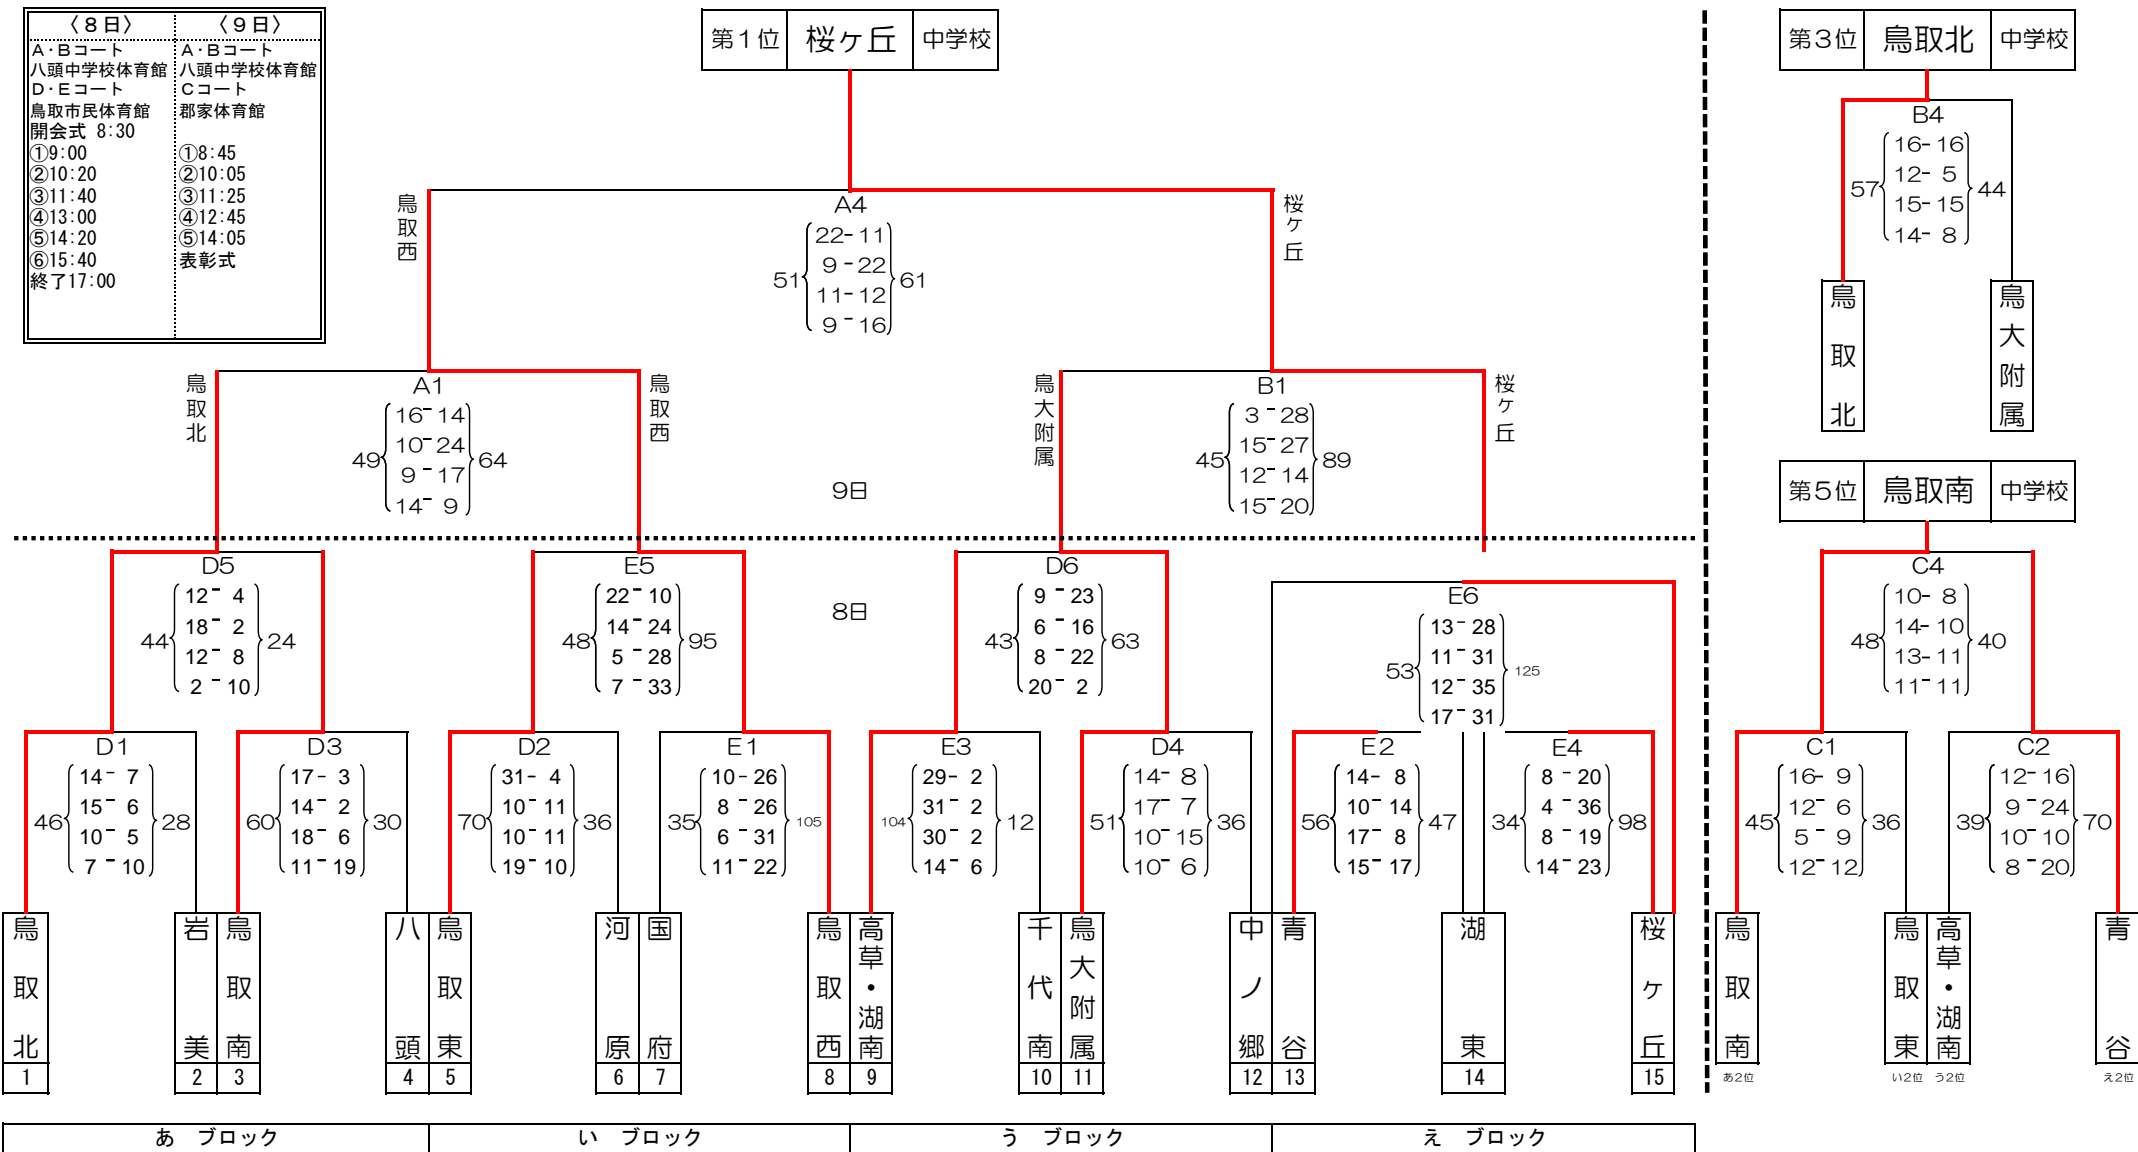 〈８日〉 〈９日〉
Ａ・Ｂコート Ａ・Ｂコート
八頭中学校体育館 八頭中学校体育館
Ｄ・Ｅコート Ｃコート
鳥取市民体育館 郡家体育館
開会式 8:30
①9:00 ①8:45
②10:20 ②10:05
③11:40 ③11:25
④13:00 ④12:45
⑤14:20 ⑤14:05
⑥15:40 表彰式
終了17:00
第１位 桜ヶ丘 中学校
鳥取西
A4
22-11
9-22
11-12
9-16
51 61
桜ヶ丘
鳥取北
A1
16-14
10-24
9-17
14-9
49 64
鳥取西
鳥大附属
B1
3-28
15-27
12-14
15-20
45 89
桜ヶ丘
9日
8日
D5
12-4
18-2
12-8
2-10
44 24
E5
22-10
14-24
5-28
7-33
48 95
D6
9-23
6-16
8-22
20-2
43 63
E6
13-28
11-31
12-35
17-31
53 125
D1
14-7
15-6
10-5
7-10
46 28
D3
17-3
14-2
18-6
11-19
60 30
D2
31-4
10-11
10-11
19-10
70 36
E1
10-26
8-26
6-31
11-22
35 105
E3
29-2
31-2
30-2
14-6
104 12
D4
14-8
17-7
10-15
10-6
51 36
E2
14-8
10-14
17-8
15-17
56 47
E4
8-20
4-36
8-19
14-23
34 98
鳥取北
1
岩美
2
鳥取南
3
八頭
4
鳥取東
5
河原
6
国府
7
鳥取西
8
高草・湖南
9
千代南
10
鳥大附属
11
中ノ郷
12
青谷
13
湖東
14
桜ヶ丘
15
あ ブロック
い ブロック
う ブロック
え ブロック
第３位 鳥取北 中学校
B4
16-16
12-5
15-15
14-8
57 44
鳥取北
鳥大附属
第５位 鳥取南 中学校
C4
10-8
14-10
13-11
11-11
48 40
C1
16-9
12-6
5-9
12-12
45 36
C2
12-16
9-24
10-10
8-20
39 70
鳥取南
あ2位
鳥取東
い2位
高草・湖南
う2位
青谷
え2位